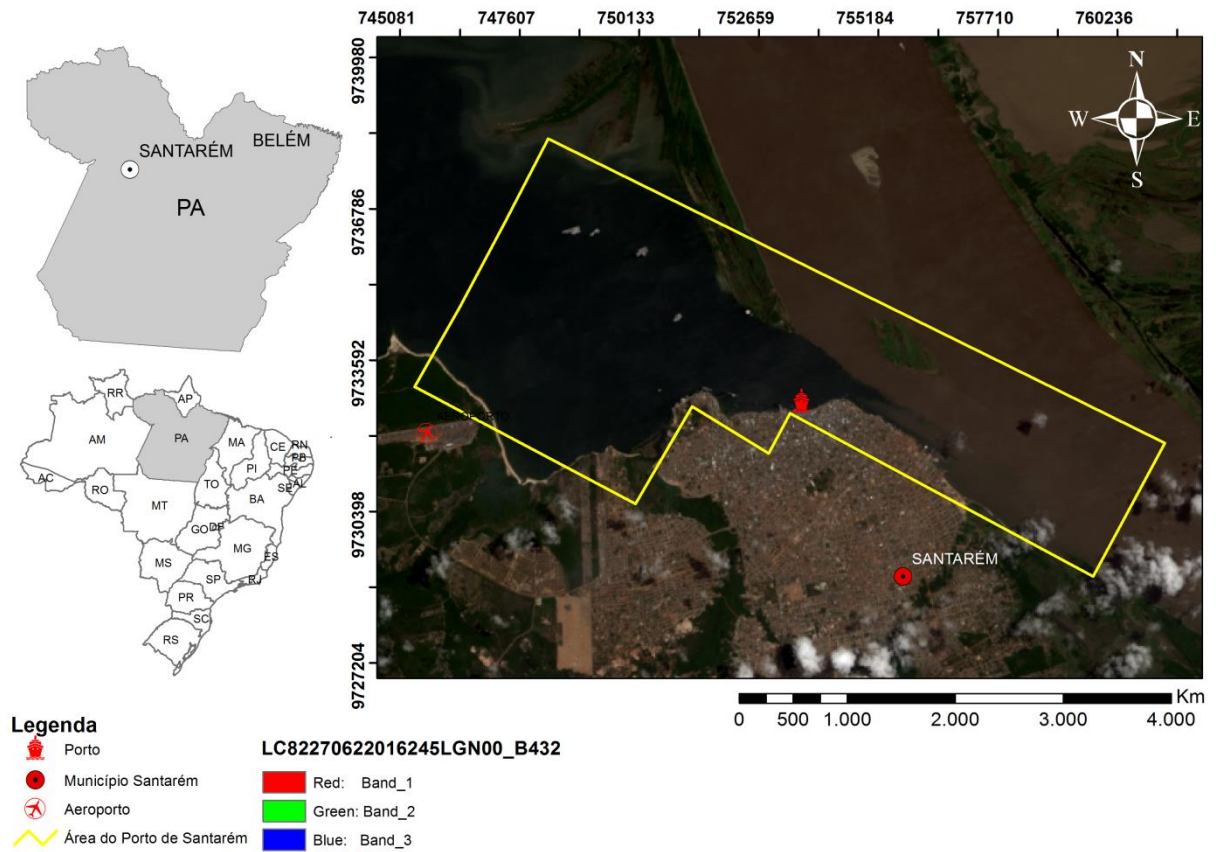 745081 747607 750133 752659 755184 757710 760236
9739980
9736786
9733592
9730398
9727204
N
W E
S
BELÉM
SANTARÉM
PA
AEROPORTO
SANTARÉM
RR AP
AM PA MA CE RN
PB
PI PE
AC AL
SE
RO TO
MT BA
GO DF
MG
ES
MS
SP RJ
PR
SC
RS
Km
0 500 1.000 2.000 3.000 4.000
Legenda
Porto
Município Santarém
Aeroporto
Área do Porto de Santarém
LC82270622016245LGN00_B432
Red: Band_1
Green: Band_2
Blue: Band_3